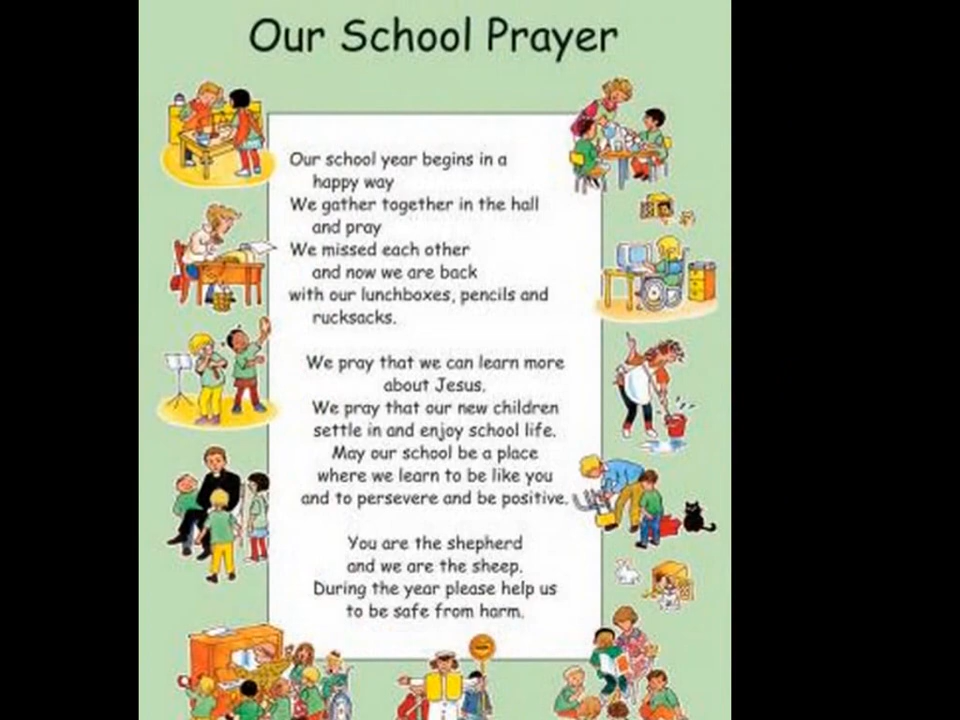 Our School Prayer
Our school year begins in a
happy way
We gather together in the hall
and pray
We missed each other
and now we are back
with our lunchboxes, pencils and
rucksacks.
We pray that we can learn more
about Jesus.
We pray that our new children
settle in and enjoy school life.
May our school be a place
where we learn to be like you
and to persevere and be positive.
You are the shepherd
and we are the sheep.
During the year please help us
to be safe from harm.